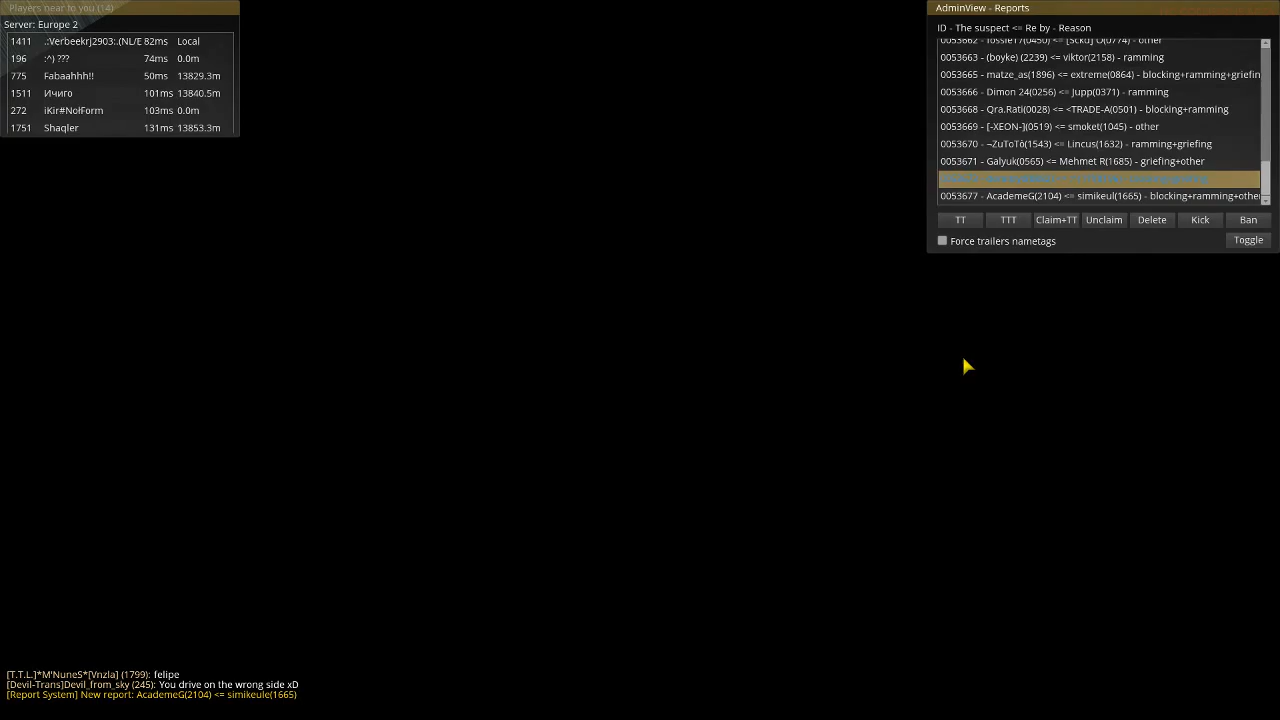 Players near to you (14)
Server: Europe 2
1411 .:Verbeekrj2903:.(NL/E 82ms Local
196 :^) ??? 74ms 0.0m
775 Fabaahhh!! 50ms 13829.3m
1511 Ичиго 101ms 13840.5m
272 iKir#NołForm 103ms 0.0m
1751 Shaqler 131ms 13853.3m
AdminView - Reports
ID - The suspect <= Re by - Reason
0053663 - (boyke) (2239) <= viktor(2158) - ramming
0053665 - matze_as(1896) <= extreme(0864) - blocking+ramming+griefin
0053666 - Dimon 24(0256) <= Jupp(0371) - ramming
0053668 - Qra.Rati(0028) <= <TRADE-A(0501) - blocking+ramming
0053669 - [-XEON-](0519) <= smoket(1045) - other
0053670 - ¬ZuToTô(1543) <= Lincus(1632) - ramming+griefing
0053671 - Galyuk(0565) <= Mehmet R(1685) - griefing+other
0053677 - AcademeG(2104) <= simikeul(1665) - blocking+ramming+othe
TT TTT Claim+TT Unclaim Delete Kick Ban
Force trailers nametags Toggle
[T.T.L.]*M'NuneS*[Vnzla] (1799): felipe
[Devil-Trans]Devil_from_sky (245): You drive on the wrong side xD
[Report System] New report: AcademeG(2104) <= simikeule(1665)